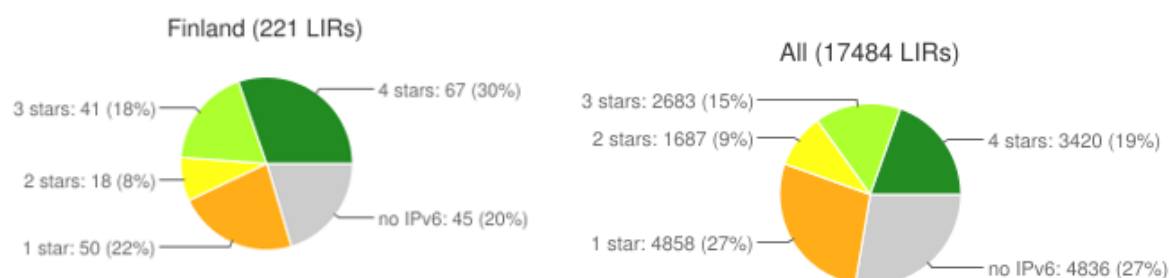 Finland (221 LIRs)
4 stars: 67 (30%)
3 stars: 41 (18%)
2 stars: 18 (8%)
no IPv6: 45 (20%)
1 star: 50 (22%)
All (17484 LIRs)
3 stars: 2683 (15%)
2 stars: 1687 (9%)
4 stars: 3420 (19%)
1 star: 4858 (27%)
no IPv6: 4836 (27%)